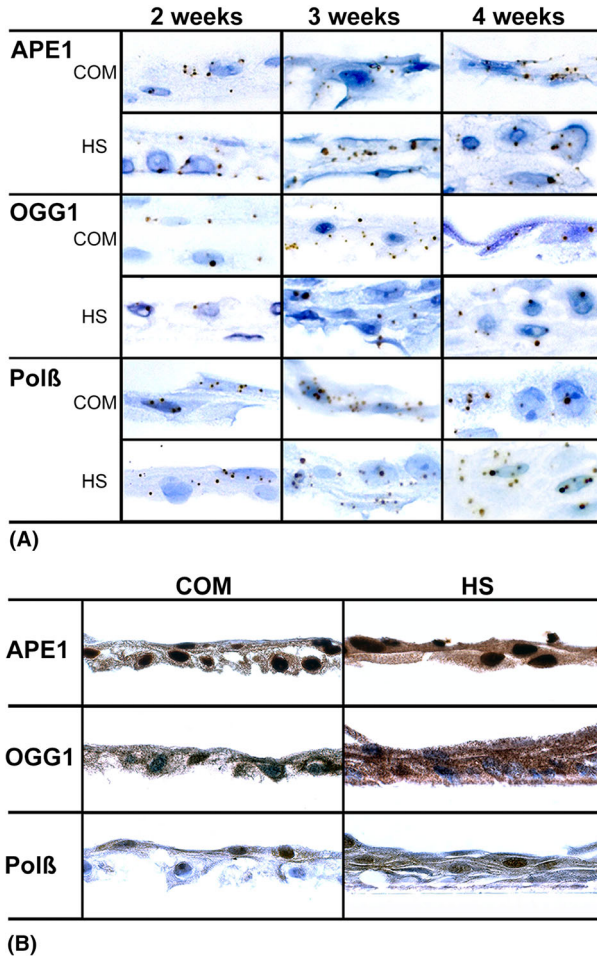 2 weeks 3 weeks 4 weeks
APE1
COM
HS
OGG1
COM
HS
Polß
COM
HS
(A)
COM HS
APE1
OGG1
Polß
(B)